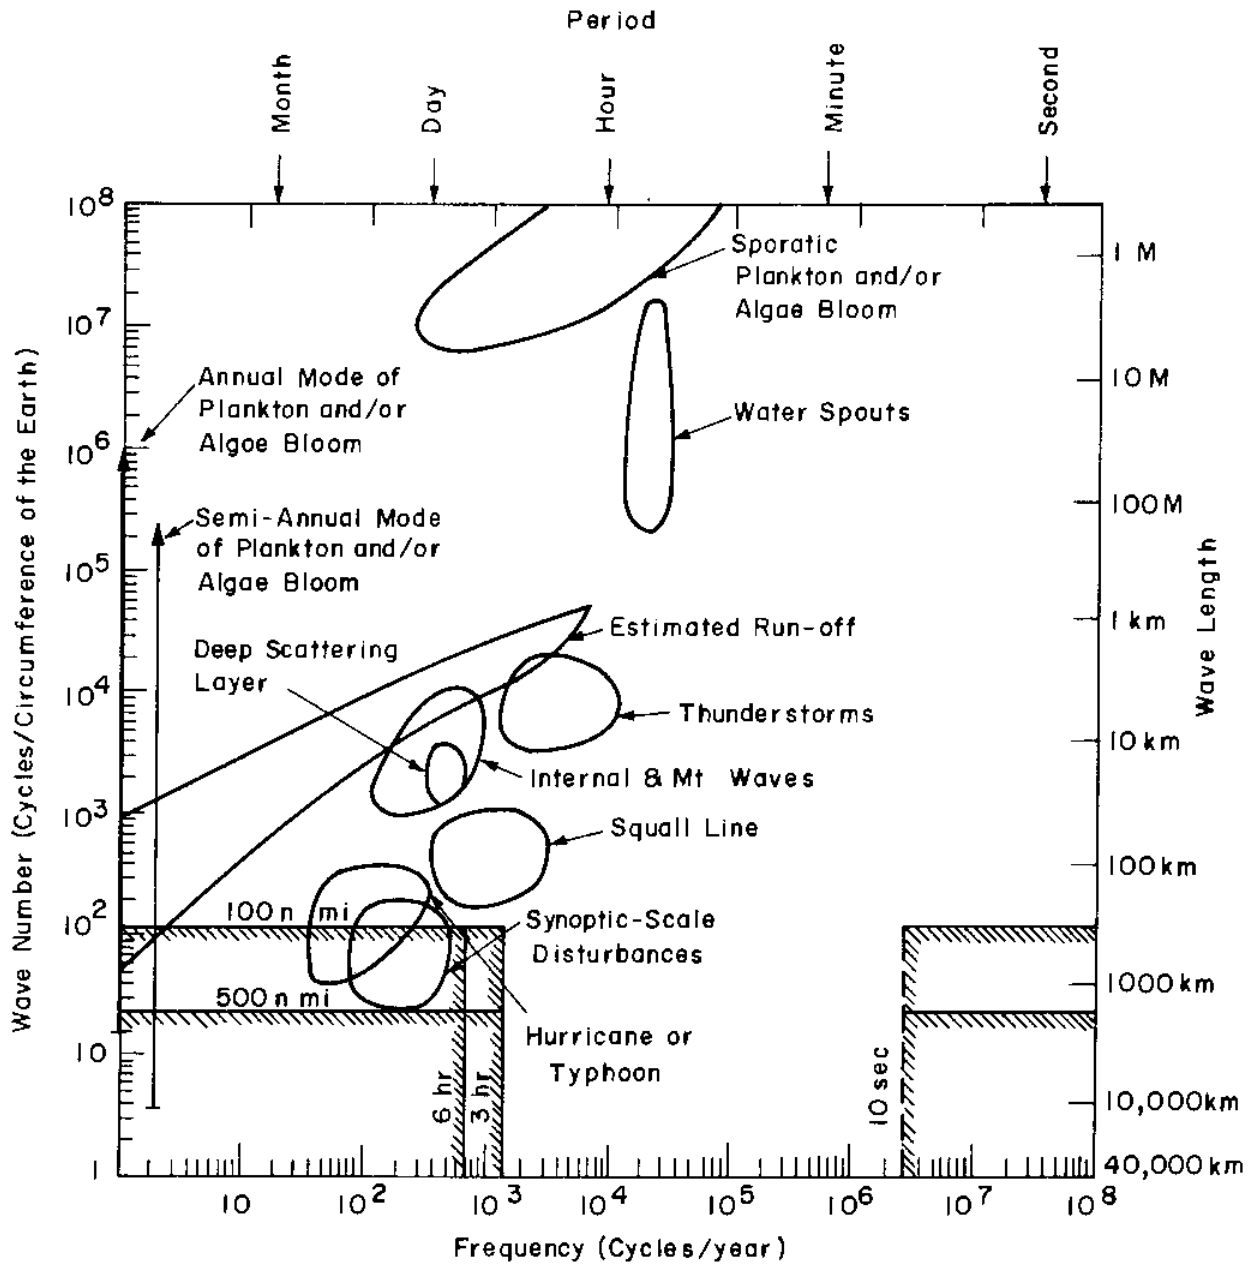 Period
Month
Day
Hour
Minute
Second
10⁸
10⁷
10⁶
10⁵
10⁴
10³
10²
10
1
Wave Number (Cycles/Circumference of the Earth)
Sporatic
Plankton and/or
Algae Bloom
Annual Mode of
Plankton and/or
Algae Bloom
Water Spouts
Semi-Annual Mode
of Plankton and/or
Algae Bloom
Estimated Run-off
Deep Scattering
Layer
Thunderstorms
Internal & Mt Waves
Squall Line
100 n mi
Synoptic-Scale
Disturbances
500 n mi
Hurricane or
Typhoon
6 hr
3 hr
10 sec
1 M
10 M
100 M
1 km
10 km
100 km
1000 km
10,000 km
40,000 km
Wave Length
10
10²
10³
10⁴
10⁵
10⁶
10⁷
10⁸
Frequency (Cycles/year)